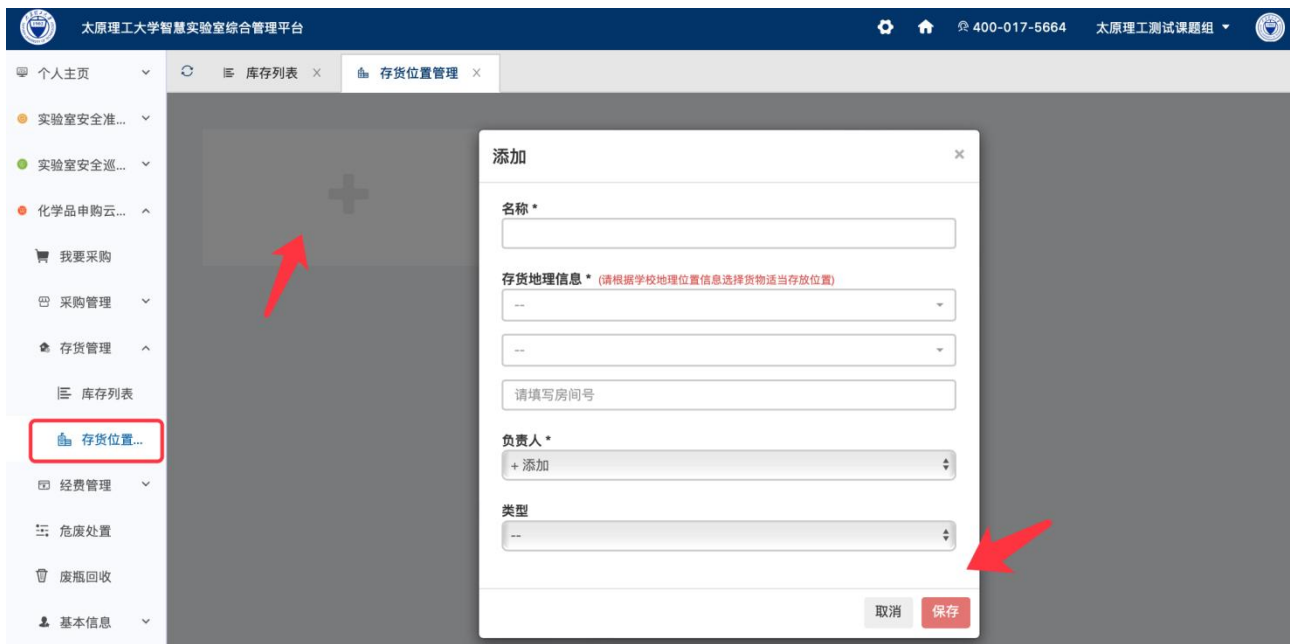 太原理工大学智慧实验室综合管理平台
400-017-5664
太原理工测试课题组
个人主页
库存列表
存货位置管理
实验室安全准...
实验室安全巡...
化学品申购云...
我要采购
采购管理
存货管理
库存列表
存货位置...
经费管理
危废处置
废瓶回收
基本信息
添加
名称 *
存货地理信息 * (请根据学校地理位置信息选择货物适当存放位置)
--
--
请填写房间号
负责人 *
+ 添加
类型
--
取消
保存